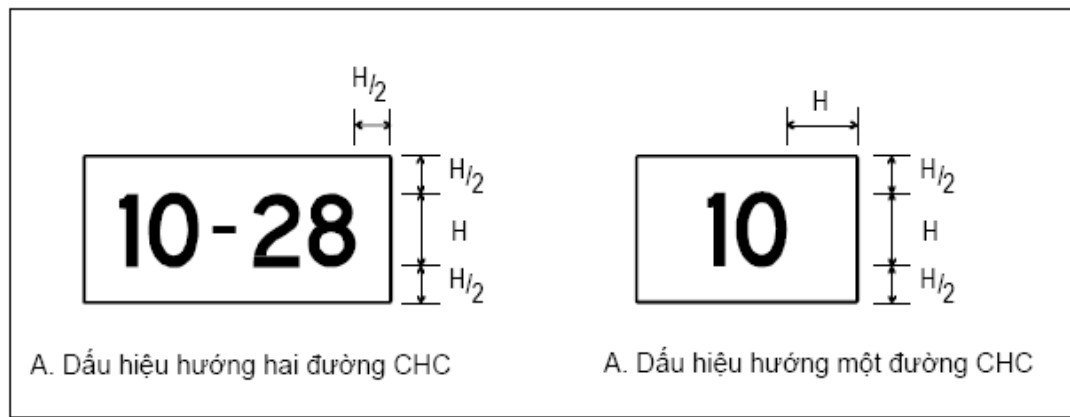 H/2
H
H/2
H/2
10-28
H
H/2
10
H
H/2
H/2
A. Dấu hiệu hướng hai đường CHC
A. Dấu hiệu hướng một đường CHC